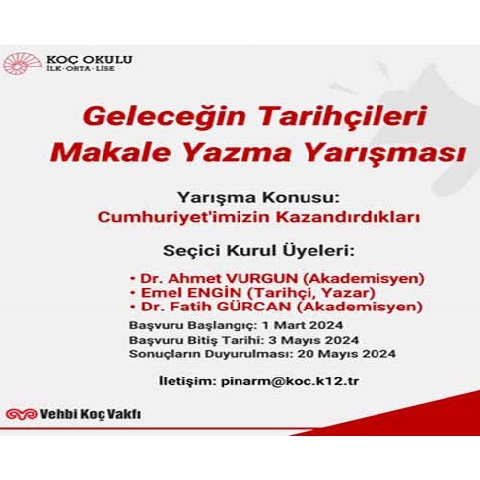 KOÇ OKULU
İLK·ORTA·LİSE
Geleceğin Tarihçileri
Makale Yazma Yarışması
Yarışma Konusu:
Cumhuriyet'imizin Kazandırdıkları
Seçici Kurul Üyeleri:
• Dr. Ahmet VURGUN (Akademisyen)
• Emel ENGİN (Tarihçi, Yazar)
• Dr. Fatih GÜRCAN (Akademisyen)
Başvuru Başlangıç: 1 Mart 2024
Başvuru Bitiş Tarihi: 3 Mayıs 2024
Sonuçların Duyurulması: 20 Mayıs 2024
İletişim: pinarm@koc.k12.tr
Vehbi Koç Vakfı